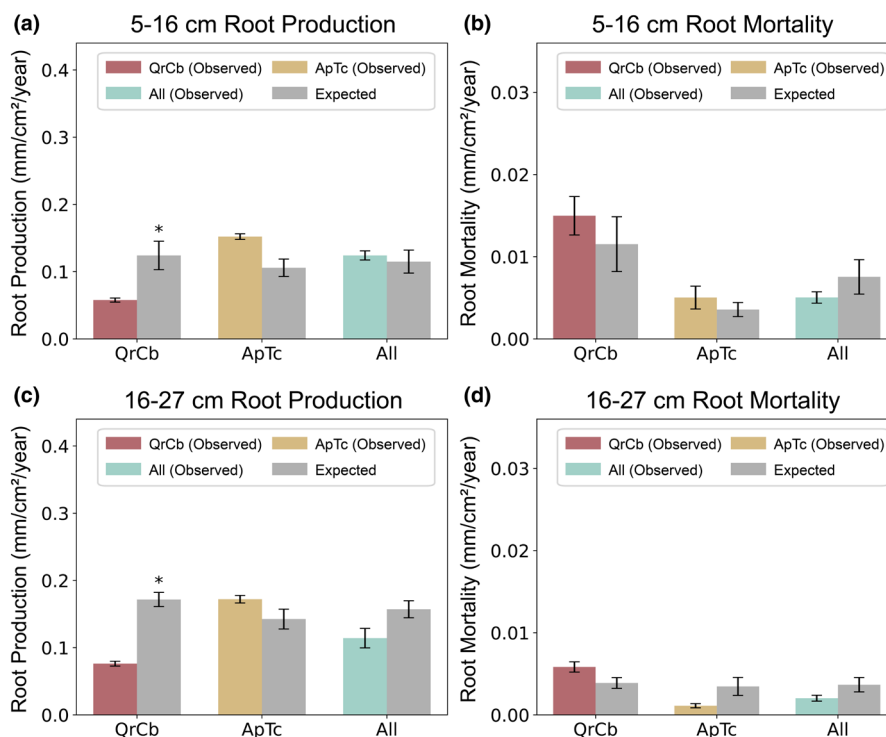 (a)
5-16 cm Root Production
Root Production (mm/cm²/year)
0.4
0.3
0.2
0.1
0.0
QrCb (Observed)
ApTc (Observed)
All (Observed)
Expected
*
QrCb
ApTc
All
(b)
5-16 cm Root Mortality
Root Mortality (mm/cm²/year)
0.03
0.02
0.01
0.00
QrCb (Observed)
ApTc (Observed)
All (Observed)
Expected
QrCb
ApTc
All
(c)
16-27 cm Root Production
Root Production (mm/cm²/year)
0.4
0.3
0.2
0.1
0.0
QrCb (Observed)
ApTc (Observed)
All (Observed)
Expected
*
QrCb
ApTc
All
(d)
16-27 cm Root Mortality
Root Mortality (mm/cm²/year)
0.03
0.02
0.01
0.00
QrCb (Observed)
ApTc (Observed)
All (Observed)
Expected
QrCb
ApTc
All